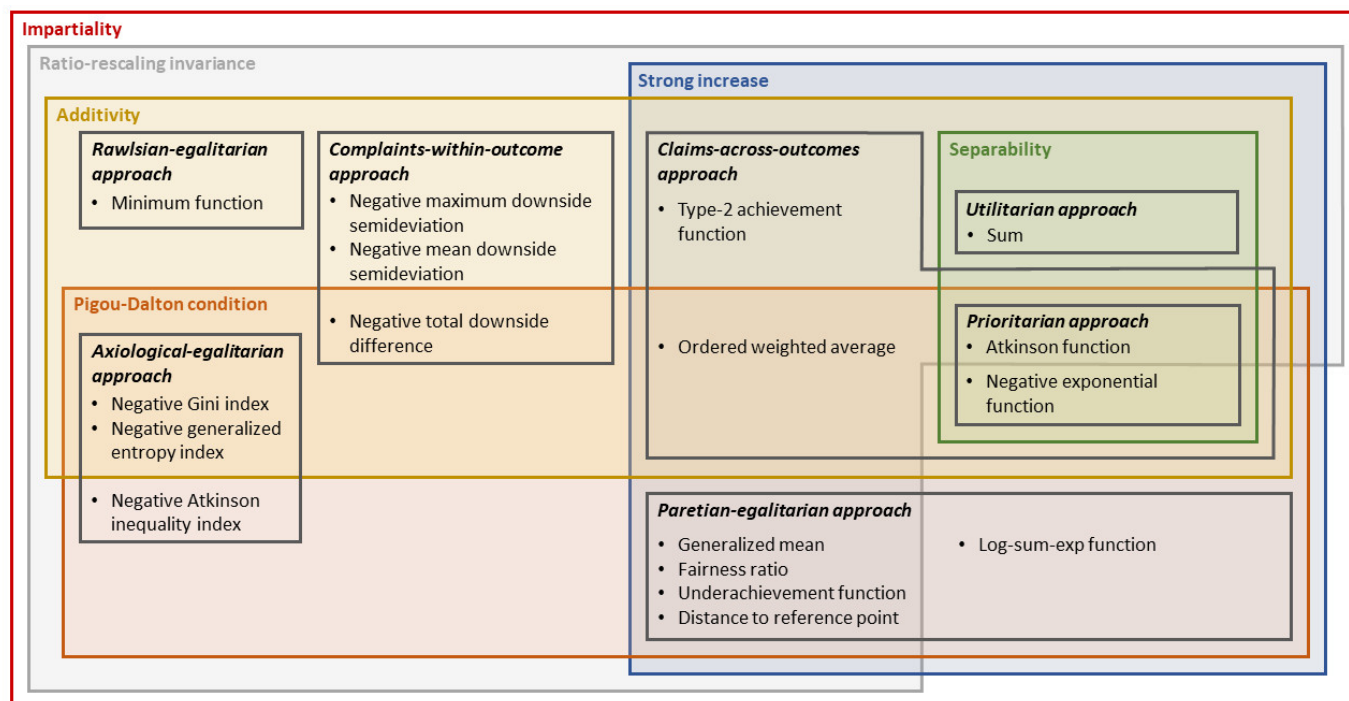 Impartiality
Ratio-rescaling invariance
Strong increase
Additivity
Rawlsian-egalitarian
approach
• Minimum function
Complaints-within-outcome
approach
• Negative maximum downside
semideviation
• Negative mean downside
semideviation
• Negative total downside
difference
Claims-across-outcomes
approach
• Type-2 achievement
function
• Ordered weighted average
Separability
Utilitarian approach
• Sum
Prioritarian approach
• Atkinson function
• Negative exponential
function
Pigou-Dalton condition
Axiological-egalitarian
approach
• Negative Gini index
• Negative generalized
entropy index
• Negative Atkinson
inequality index
Paretian-egalitarian approach
• Generalized mean
• Fairness ratio
• Underachievement function
• Distance to reference point
• Log-sum-exp function